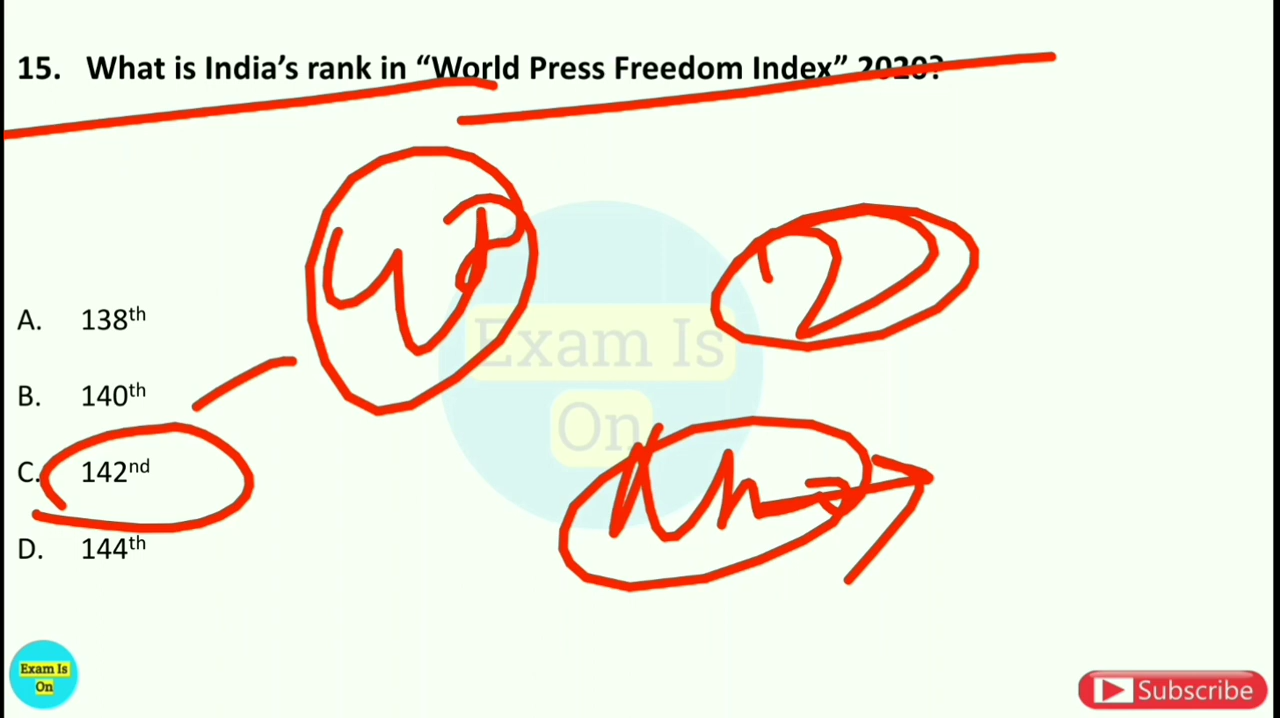 15. What is India's rank in “World Press Freedom Index” 2020?
A. 138th
B. 140th
C. 142nd
D. 144th
Exam Is
On
Exam Is
On
Subscribe